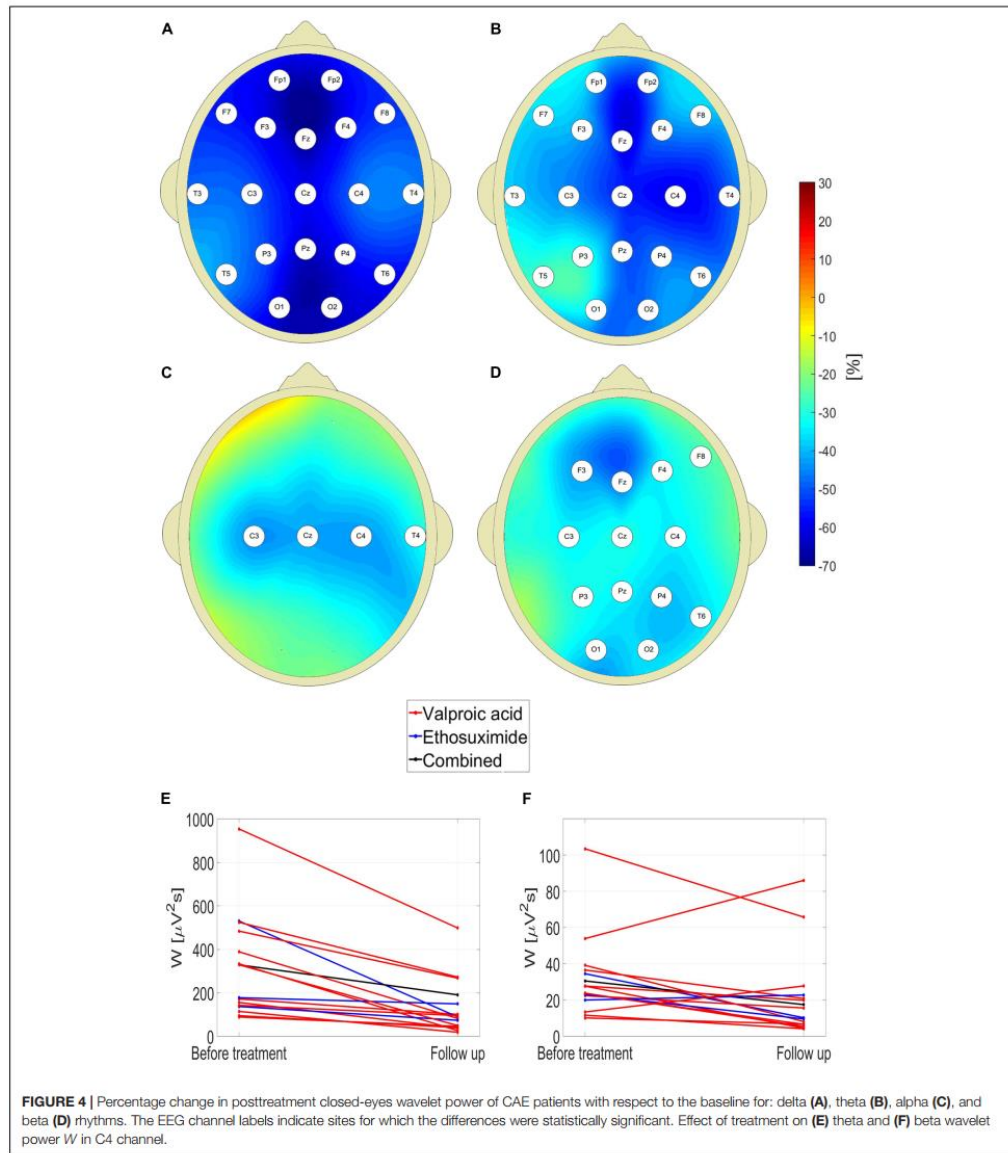 A
B
Fp1 Fp2
Fp1 Fp2
F7 F3 Fz F4 F8
F7 F3 Fz F4 F8
T3 C3 Cz C4 T4
T3 C3 Cz C4 T4
P3 Pz P4
P3 Pz P4
T5 T6
T5 T6
O1 O2
O1 O2
30
20
10
0
-10
-20
-30
-40
-50
-60
-70
[%]
C
D
C3 Cz C4 T4
F3 Fz F4 F8
C3 Cz C4
P3 Pz P4
T6
O1 O2
Valproic acid
Ethosuximide
Combined
E
1000
800
600
400
200
0
W [μV²s]
Before treatment Follow up
F
100
80
60
40
20
0
W [μV²s]
Before treatment Follow up
FIGURE 4 | Percentage change in posttreatment closed-eyes wavelet power of CAE patients with respect to the baseline for: delta (A), theta (B), alpha (C), and
beta (D) rhythms. The EEG channel labels indicate sites for which the differences were statistically significant. Effect of treatment on (E) theta and (F) beta wavelet
power W in C4 channel.